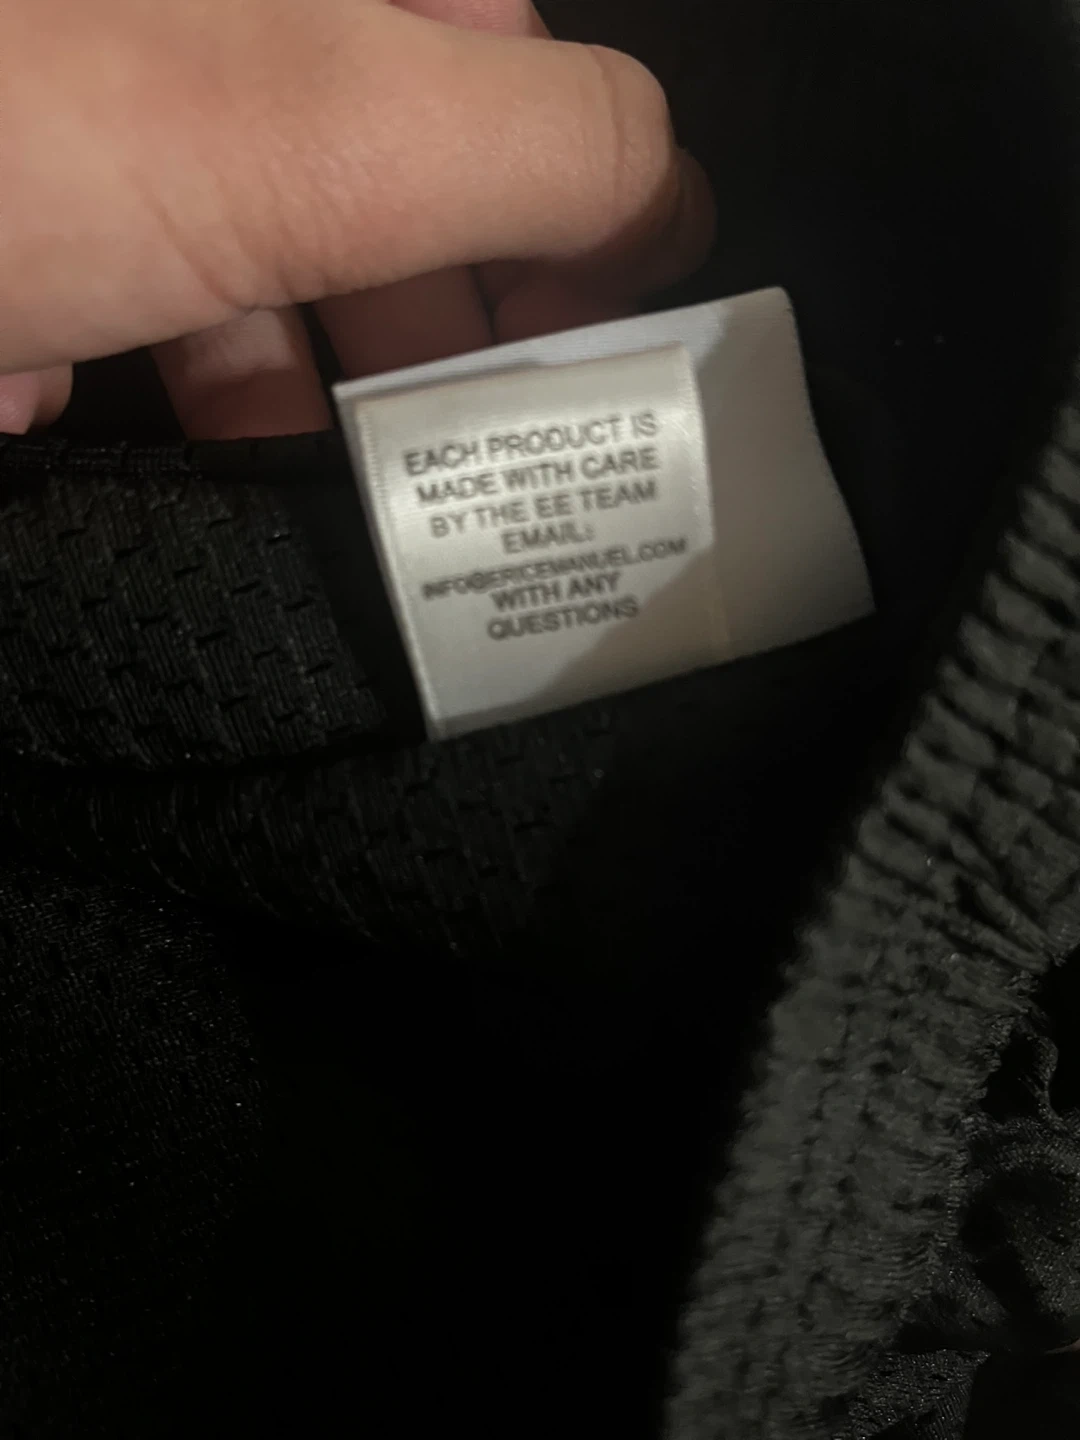 EACH PRODUCT IS
MADE WITH CARE
BY THE EE TEAM
EMAIL:
INFO@ERICEMANUEL.COM
WITH ANY
QUESTIONS